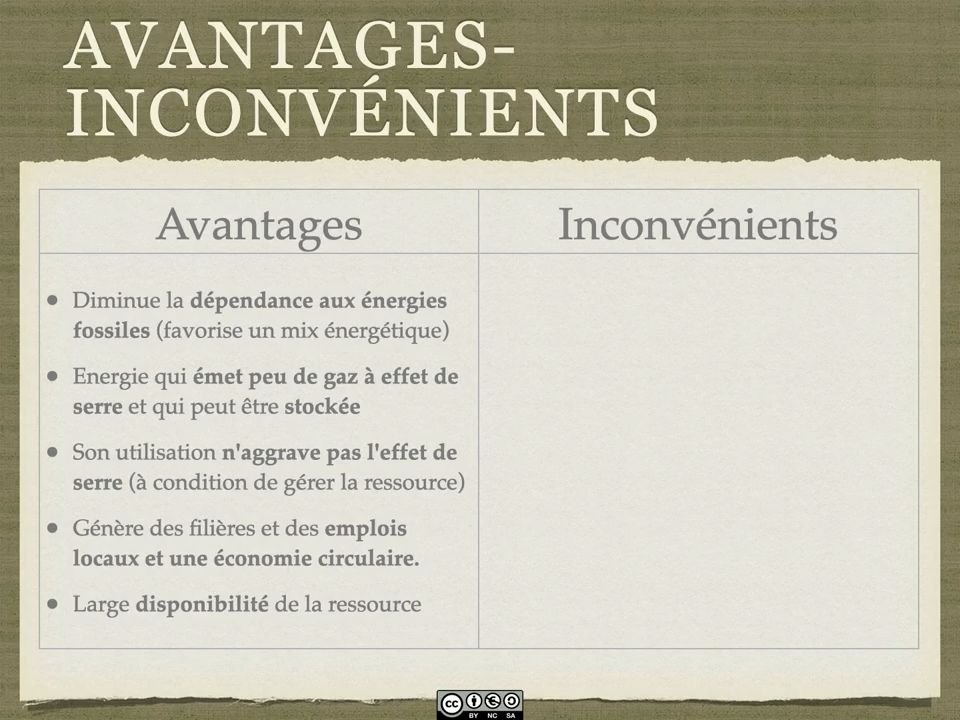 AVANTAGES-
INCONVÉNIENTS
Avantages
Inconvénients
• Diminue la dépendance aux énergies
fossiles (favorise un mix énergétique)
• Energie qui émet peu de gaz à effet de
serre et qui peut être stockée
• Son utilisation n'aggrave pas l'effet de
serre (à condition de gérer la ressource)
• Génère des filières et des emplois
locaux et une économie circulaire.
• Large disponibilité de la ressource
cc
BY NC SA